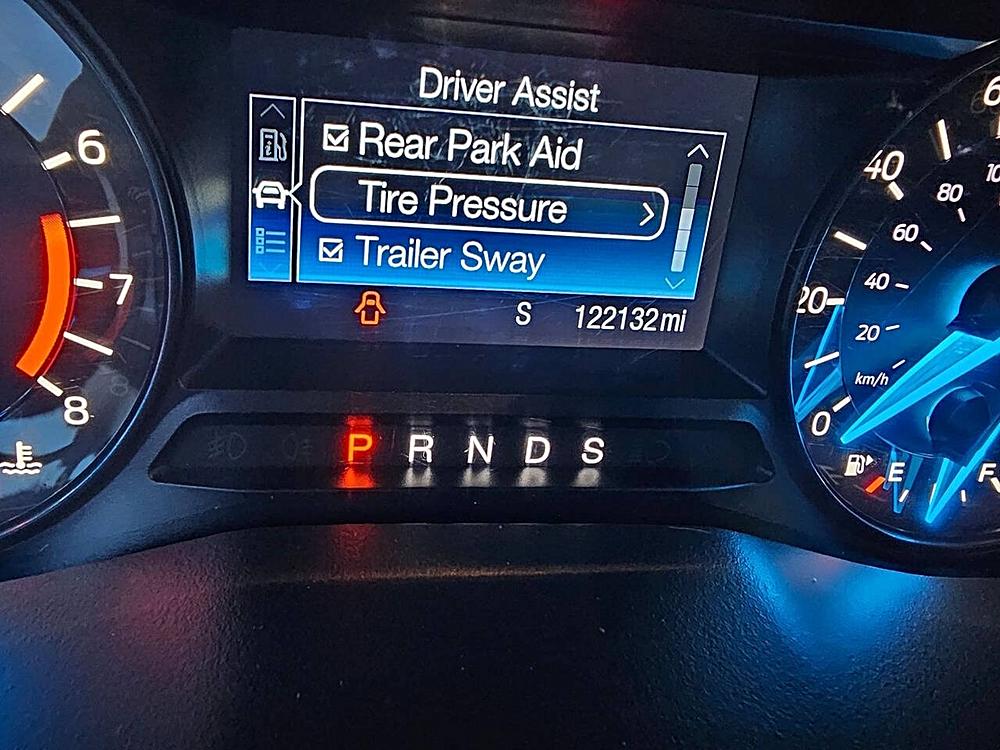 Driver Assist
Rear Park Aid
Tire Pressure
Trailer Sway
S 122132mi
P R N D S
6
7
8
40
20
0
80
60
40
20
km/h
E F